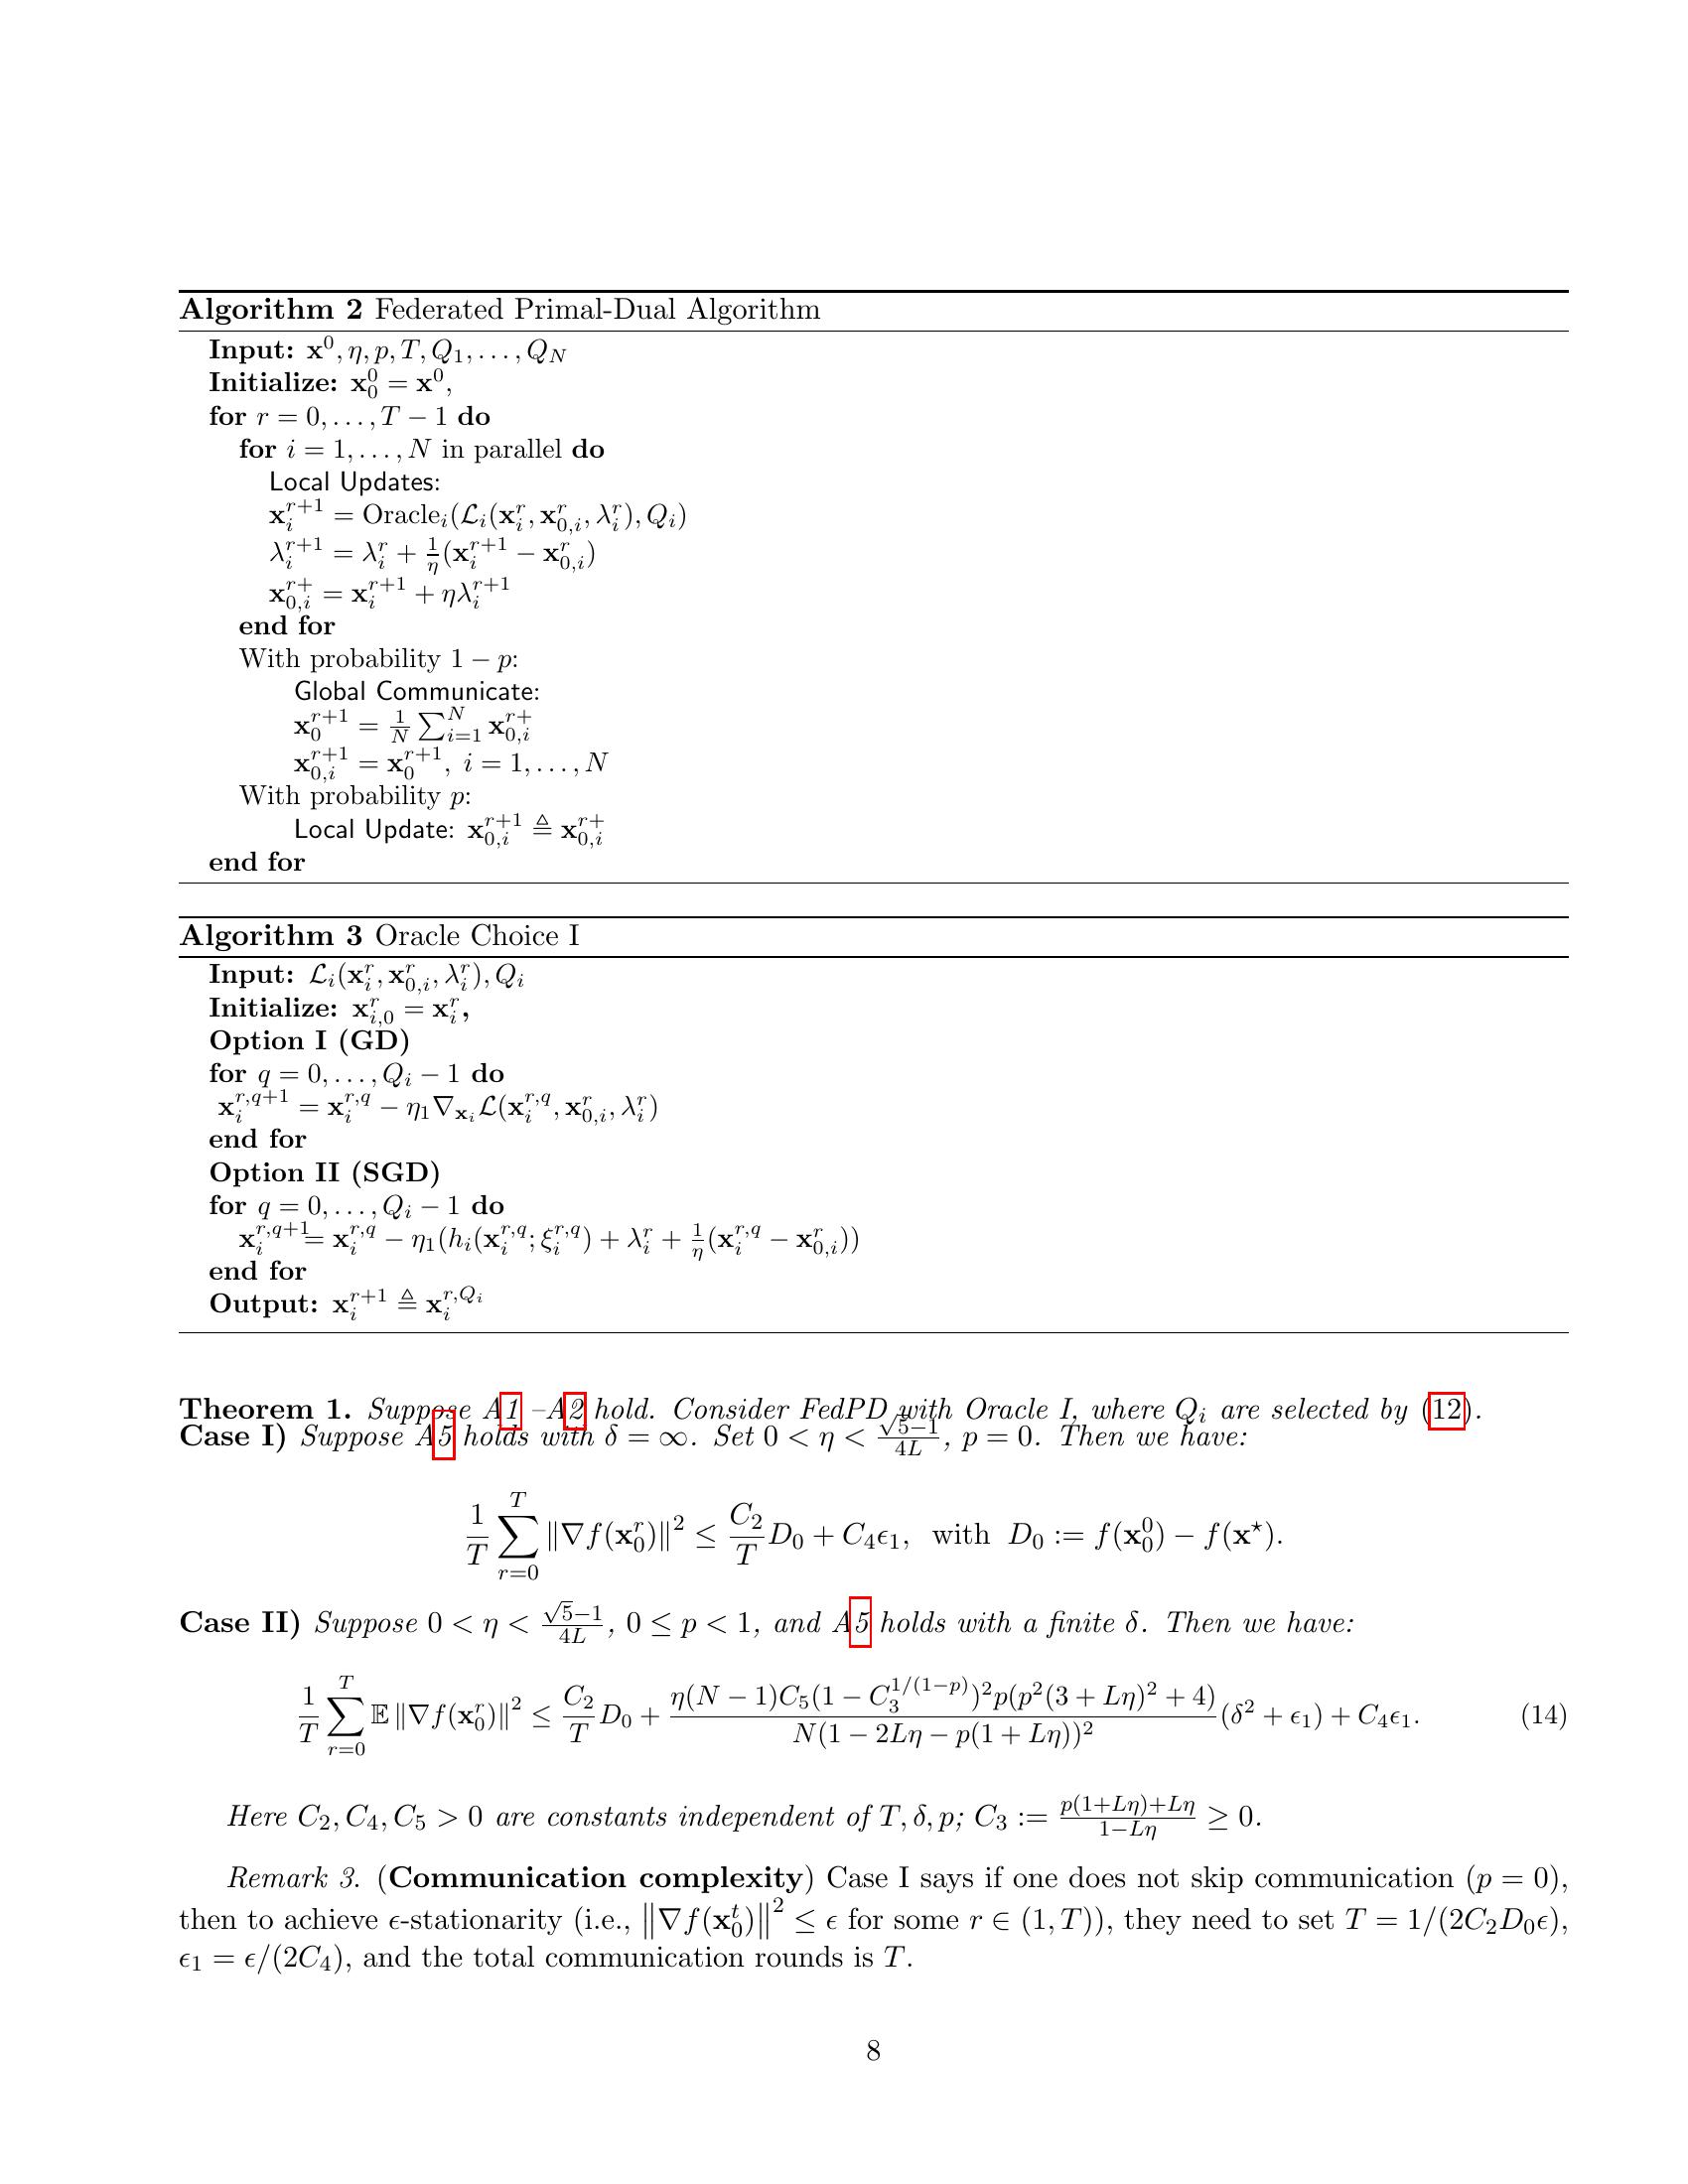 Algorithm 2 Federated Primal-Dual Algorithm
Input: $\mathbf{x}^0, \eta, p, T, Q_1, \ldots, Q_N$
Initialize: $\mathbf{x}_0^0 = \mathbf{x}^0$,
for $r = 0, \ldots, T-1$ do
for $i = 1, \ldots, N$ in parallel do
Local Updates:
$\mathbf{x}_i^{r+1} = \text{Oracle}_i(\mathcal{L}_i(\mathbf{x}_i^r, \mathbf{x}_{0,i}^r, \lambda_i^r), Q_i)$
$\lambda_i^{r+1} = \lambda_i^r + \frac{1}{\eta}(\mathbf{x}_i^{r+1} - \mathbf{x}_{0,i}^r)$
$\mathbf{x}_{0,i}^{r+} = \mathbf{x}_i^{r+1} + \eta\lambda_i^{r+1}$
end for
With probability $1-p$:
Global Communicate:
$\mathbf{x}_0^{r+1} = \frac{1}{N}\sum_{i=1}^N \mathbf{x}_{0,i}^{r+}$
$\mathbf{x}_{0,i}^{r+1} = \mathbf{x}_0^{r+1},\ i = 1, \ldots, N$
With probability $p$:
Local Update: $\mathbf{x}_{0,i}^{r+1} \triangleq \mathbf{x}_{0,i}^{r+}$
end for
Algorithm 3 Oracle Choice I
Input: $\mathcal{L}_i(\mathbf{x}_i^r, \mathbf{x}_{0,i}^r, \lambda_i^r), Q_i$
Initialize: $\mathbf{x}_{i,0}^r = \mathbf{x}_i^r$,
Option I (GD)
for $q = 0, \ldots, Q_i - 1$ do
$\mathbf{x}_i^{r,q+1} = \mathbf{x}_i^{r,q} - \eta_1 \nabla_{\mathbf{x}_i} \mathcal{L}(\mathbf{x}_i^{r,q}, \mathbf{x}_{0,i}^r, \lambda_i^r)$
end for
Option II (SGD)
for $q = 0, \ldots, Q_i - 1$ do
$\mathbf{x}_i^{r,q+1} = \mathbf{x}_i^{r,q} - \eta_1(h_i(\mathbf{x}_i^{r,q}; \xi_i^{r,q}) + \lambda_i^r + \frac{1}{\eta}(\mathbf{x}_i^{r,q} - \mathbf{x}_{0,i}^r))$
end for
Output: $\mathbf{x}_i^{r+1} \triangleq \mathbf{x}_i^{r,Q_i}$
Theorem 1. Suppose A1 –A2 hold. Consider FedPD with Oracle I, where $Q_i$ are selected by (12).
Case I) Suppose A5 holds with $\delta = \infty$. Set $0 < \eta < \frac{\sqrt{5}-1}{4L}$, $p = 0$. Then we have:
$\frac{1}{T}\sum_{r=0}^T \|\nabla f(\mathbf{x}_0^r)\|^2 \leq \frac{C_2}{T}D_0 + C_4\epsilon_1$, with $D_0 := f(\mathbf{x}_0^0) - f(\mathbf{x}^\star)$.
Case II) Suppose $0 < \eta < \frac{\sqrt{5}-1}{4L}$, $0 \leq p < 1$, and A5 holds with a finite $\delta$. Then we have:
$\frac{1}{T}\sum_{r=0}^T \mathbb{E}\|\nabla f(\mathbf{x}_0^r)\|^2 \leq \frac{C_2}{T}D_0 + \frac{\eta(N-1)C_5(1-C_3^{1/(1-p)})^2 p(p^2(3+L\eta)^2+4)}{N(1-2L\eta-p(1+L\eta))^2}(\delta^2+\epsilon_1) + C_4\epsilon_1.$ (14)
Here $C_2, C_4, C_5 > 0$ are constants independent of $T, \delta, p$; $C_3 := \frac{p(1+L\eta)+L\eta}{1-L\eta} \geq 0$.
Remark 3. (Communication complexity) Case I says if one does not skip communication ($p = 0$),
then to achieve $\epsilon$-stationarity (i.e., $\|\nabla f(\mathbf{x}_0^t)\|^2 \leq \epsilon$ for some $r \in (1, T)$), they need to set $T = 1/(2C_2D_0\epsilon)$,
$\epsilon_1 = \epsilon/(2C_4)$, and the total communication rounds is $T$.
8